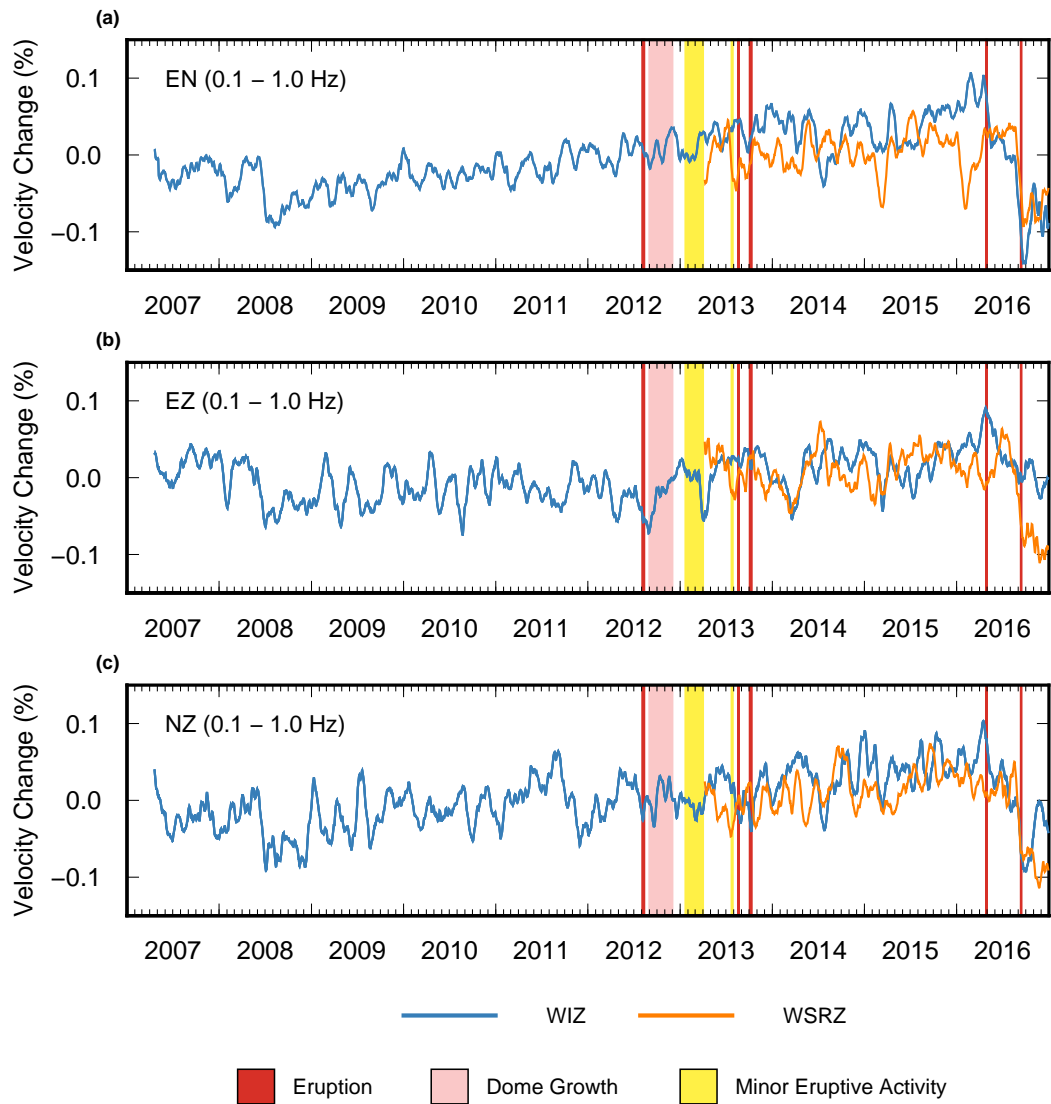 (a)
Velocity Change (%)
EN (0.1 – 1.0 Hz)
0.1
0.0
−0.1
2007 2008 2009 2010 2011 2012 2013 2014 2015 2016
(b)
Velocity Change (%)
EZ (0.1 – 1.0 Hz)
0.1
0.0
−0.1
2007 2008 2009 2010 2011 2012 2013 2014 2015 2016
(c)
Velocity Change (%)
NZ (0.1 – 1.0 Hz)
0.1
0.0
−0.1
2007 2008 2009 2010 2011 2012 2013 2014 2015 2016
WIZ WSRZ
Eruption Dome Growth Minor Eruptive Activity